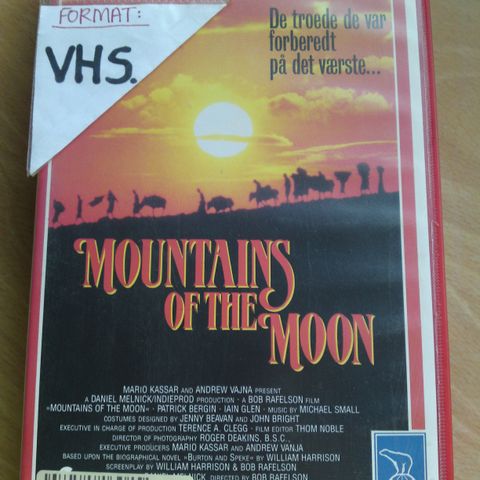 FORMAT:
VHS.
De troede de var
forberedt
på det værste...
MOUNTAINS
OF THE
MOON
MARIO KASSAR AND ANDREW VAJNA PRESENT
A DANIEL MELNICK/INDIEPROD PRODUCTION · A BOB RAFELSON FILM
«MOUNTAINS OF THE MOON» · PATRICK BERGIN · IAIN GLEN · MUSIC BY MICHAEL SMALL
COSTUMES DESIGNED BY JENNY BEAVAN AND JOHN BRIGHT
EXECUTIVE IN CHARGE OF PRODUCTION TERENCE A. CLEGG · FILM EDITOR THOM NOBLE
DIRECTOR OF PHOTOGRAPHY ROGER DEAKINS, B.S.C.,
EXECUTIVE PRODUCERS MARIO KASSAR AND ANDREW VANJA
BASED UPON THE BIOGRAPHICAL NOVEL »BURTON AND SPEKE« BY WILLIAM HARRISON
SCREENPLAY BY WILLIAM HARRISON & BOB RAFELSON
MELNICK DIRECTED BY BOB RAFELSON